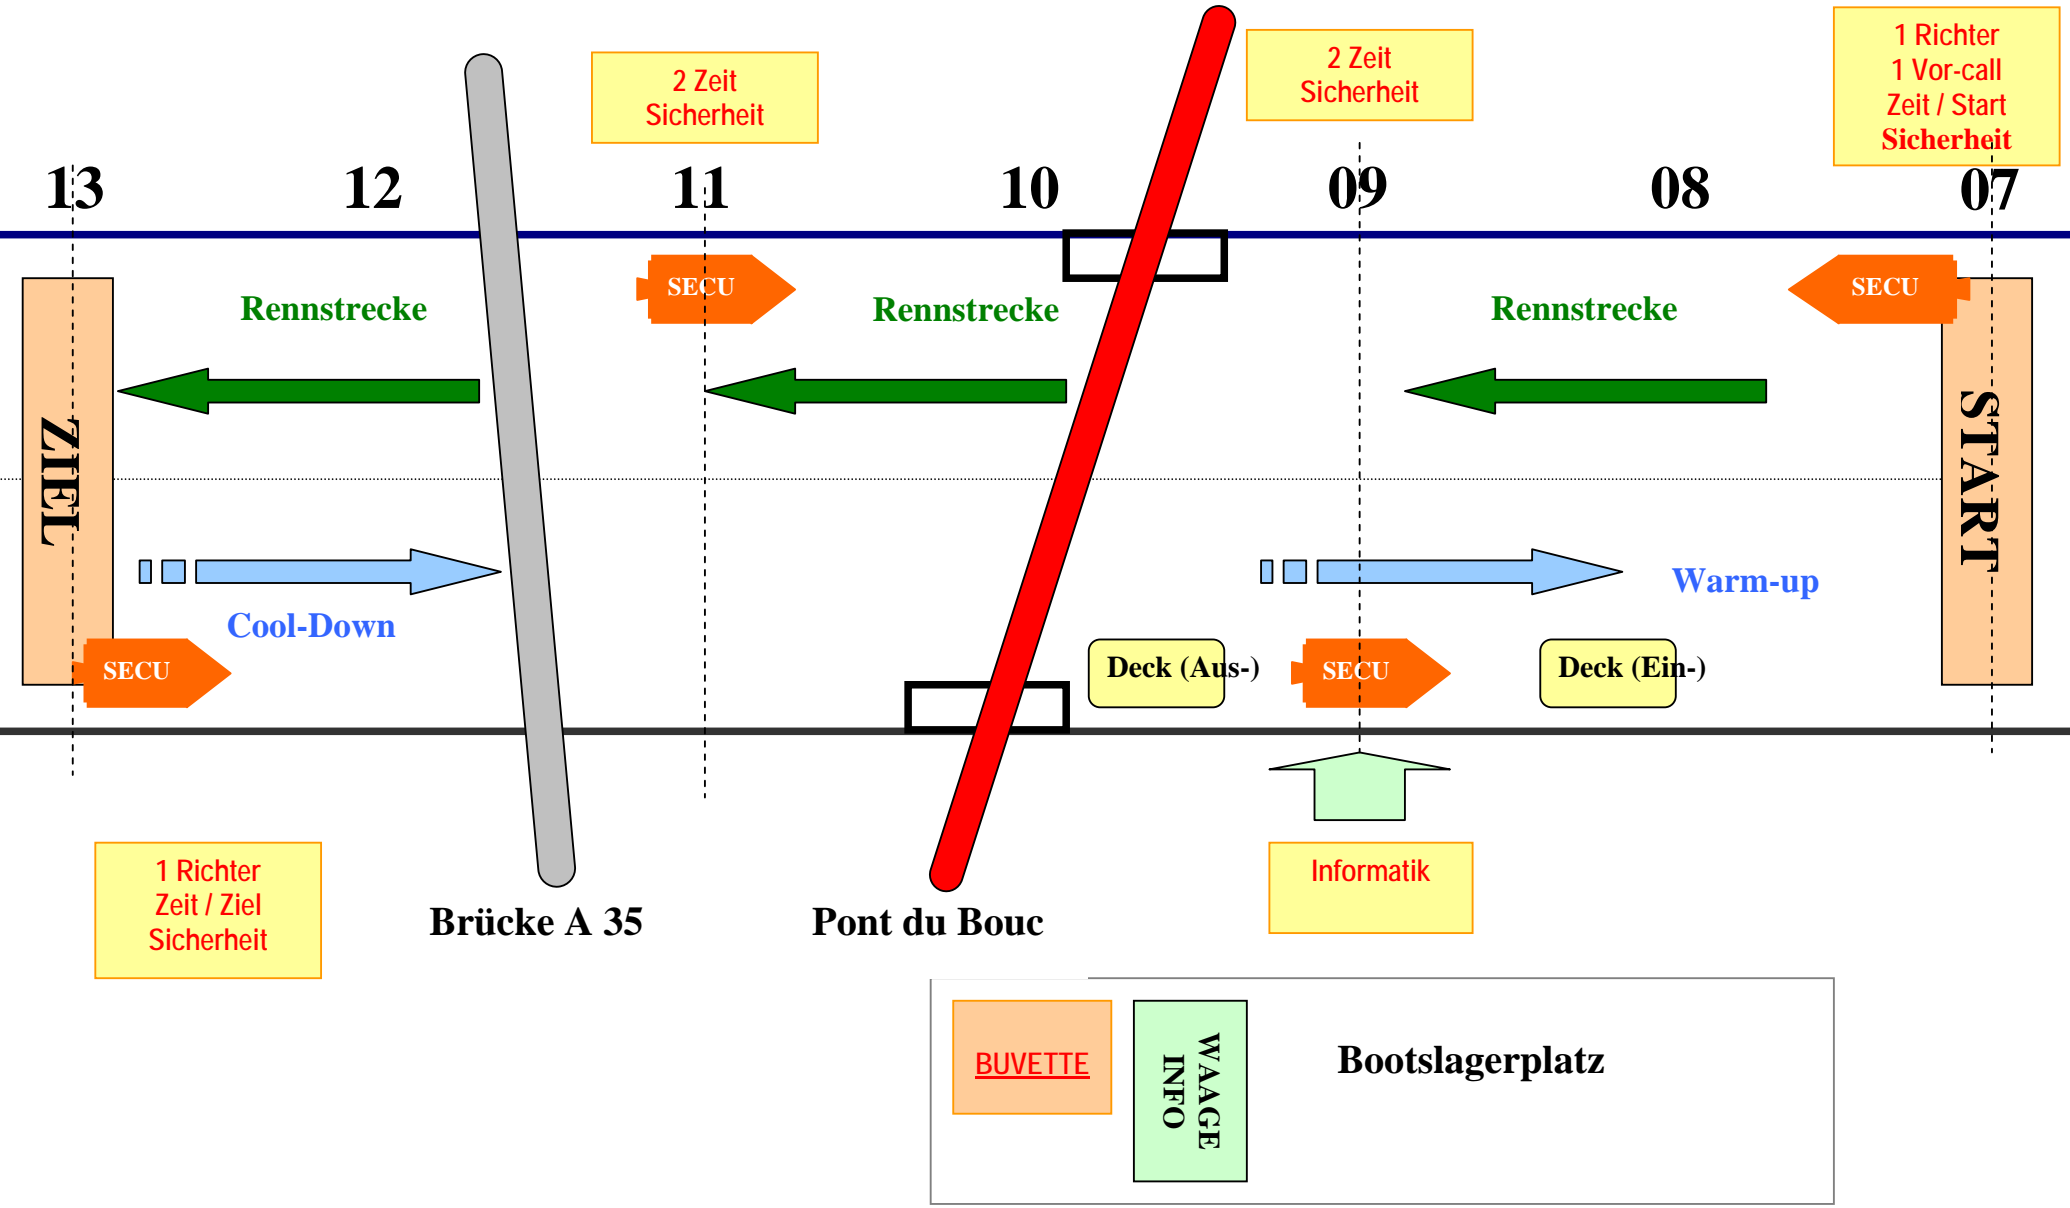 2 Zeit
Sicherheit
2 Zeit
Sicherheit
1 Richter
1 Vor-call
Zeit / Start
Sicherheit
13
12
11
10
09
08
07
SECU
SECU
Rennstrecke
Rennstrecke
Rennstrecke
ZIEL
START
Cool-Down
Warm-up
SECU
Deck (Aus-)
SECU
Deck (Ein-)
1 Richter
Zeit / Ziel
Sicherheit
Brücke A 35
Pont du Bouc
Informatik
BUVETTE
WAAGE
INFO
Bootslagerplatz